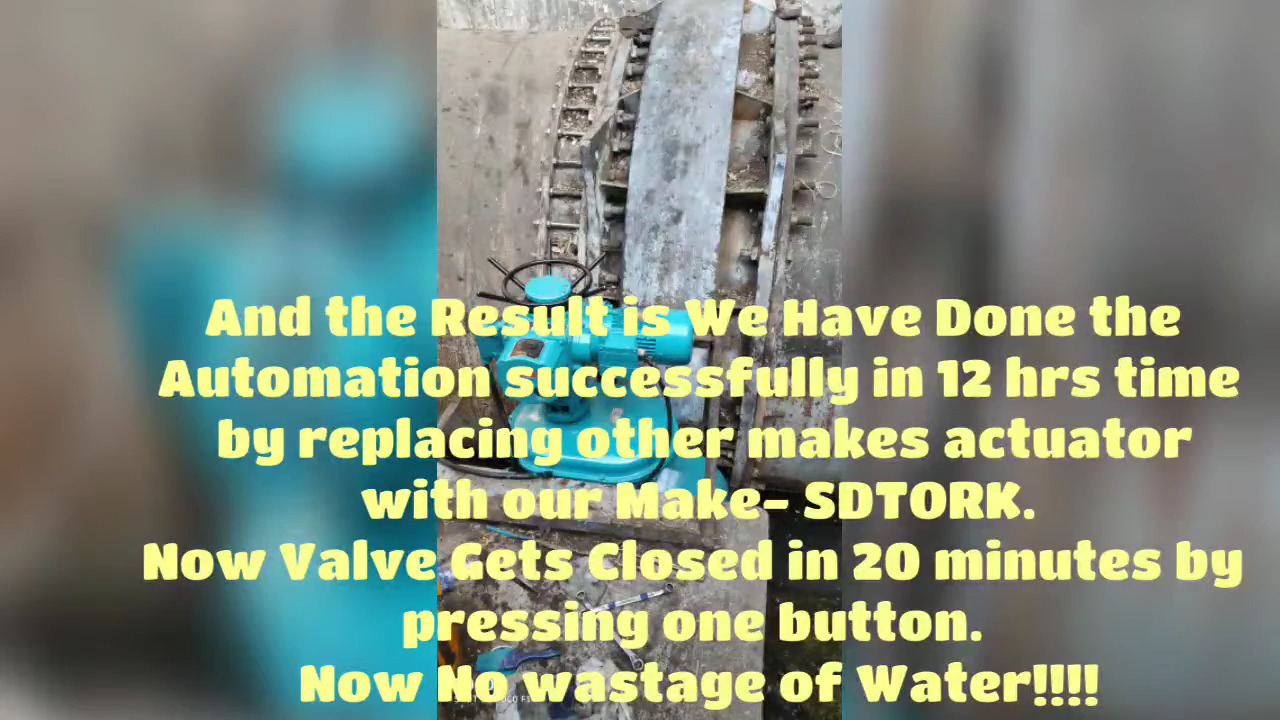 And the Result is We Have Done the
Automation successfully in 12 hrs time
by replacing other makes actuator
with our Make- SDTORK.
Now Valve Gets Closed in 20 minutes by
pressing one button.
Now No wastage of Water!!!!